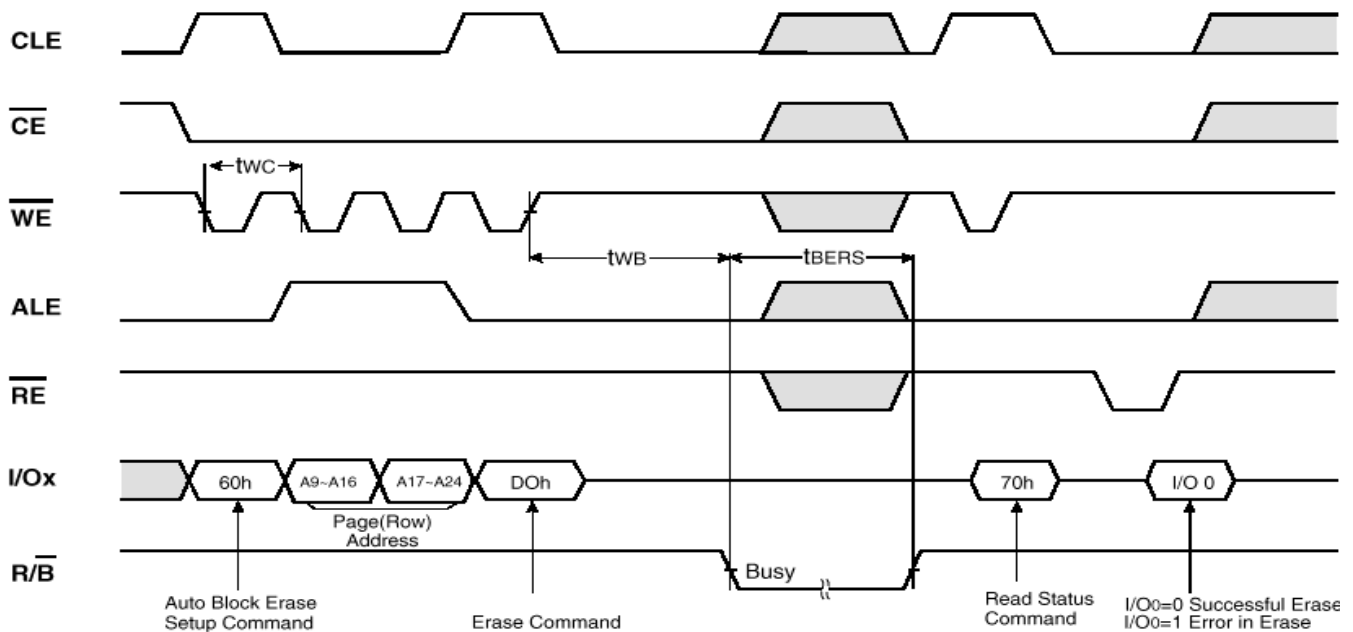 CLE
CE
tWC
WE
tWB
tBERS
ALE
RE
I/Ox
60h
A9~A16
A17~A24
DOh
70h
I/O 0
Page(Row)
Address
R/B
Busy
Auto Block Erase
Setup Command
Erase Command
Read Status
Command
I/O0=0 Successful Erase
I/O0=1 Error in Erase